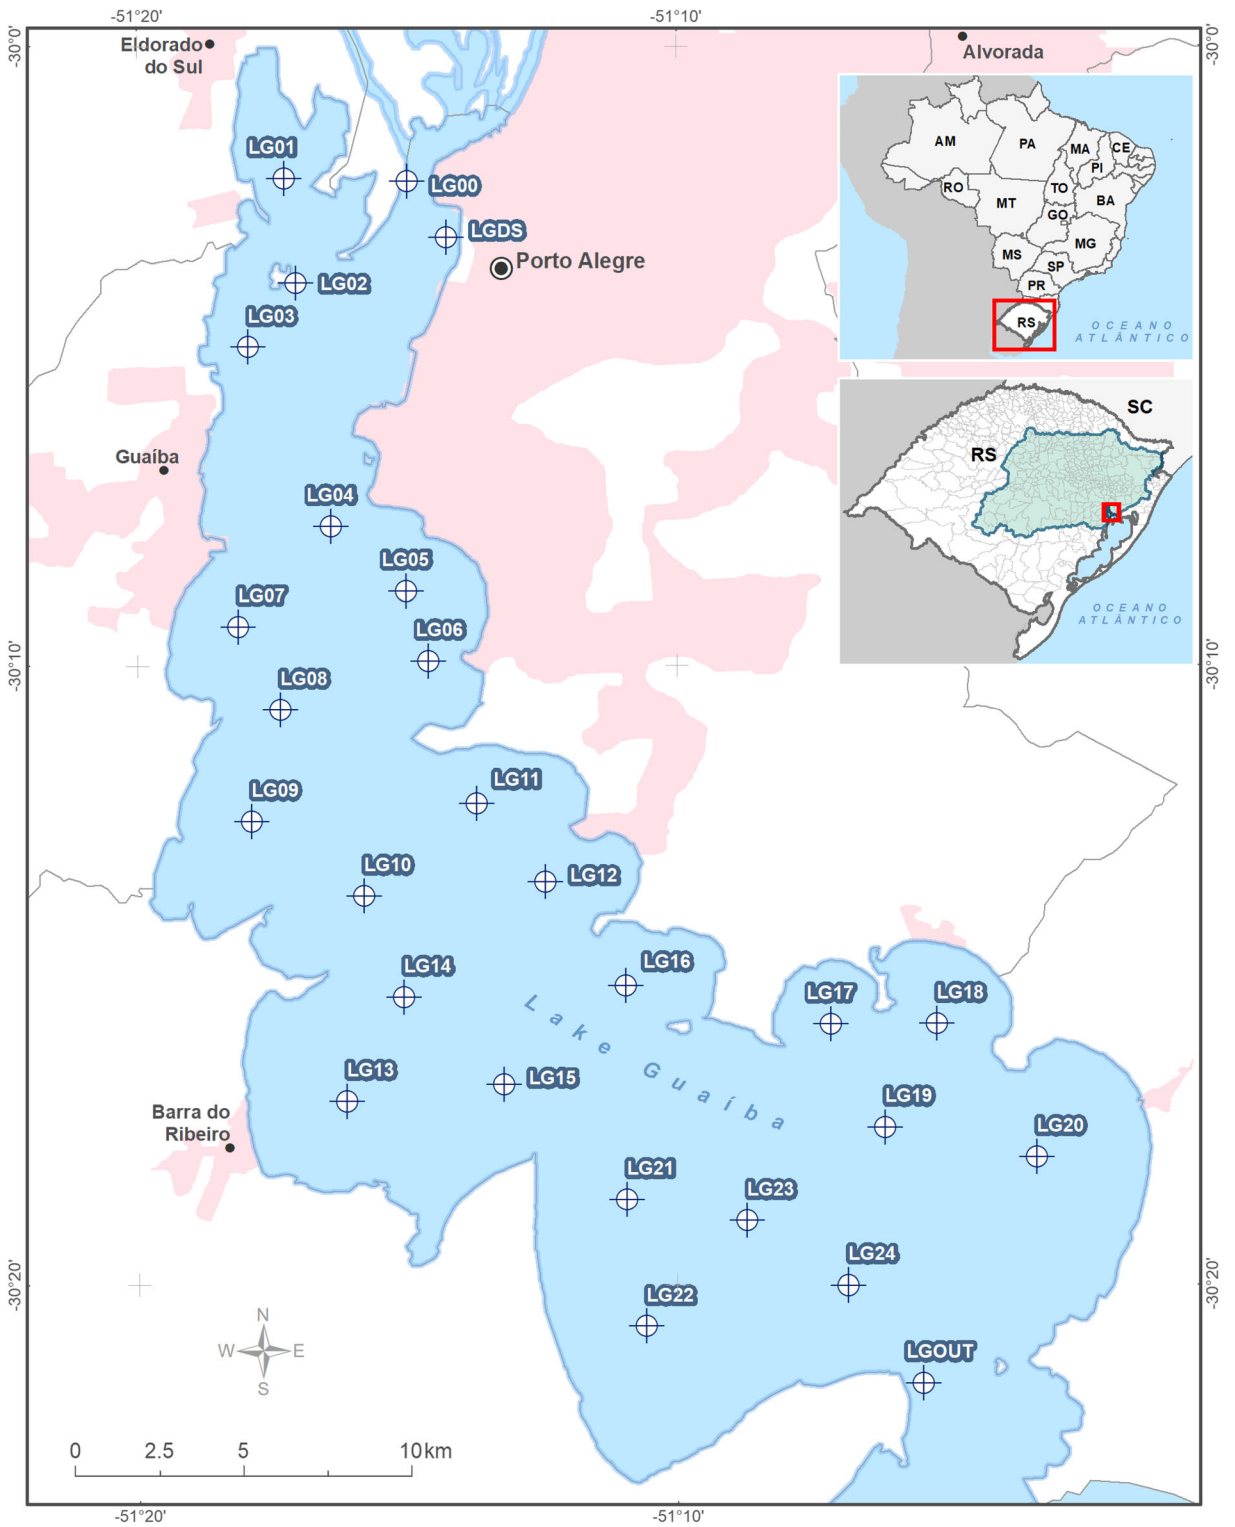 -51°20'
-51°10'
-30°0'
-30°0'
Eldorado
do Sul
Alvorada
LG01
LG00
LGDS
Porto Alegre
LG02
LG03
Guaíba
LG04
LG05
LG07
LG06
-30°10'
-30°10'
LG08
LG11
LG09
LG10
LG12
LG14
LG16
LG17
LG18
Lake Guaíba
LG13
LG15
LG19
LG20
Barra do
Ribeiro
LG21
LG23
LG24
LG22
-30°20'
-30°20'
LGOUT
N
W
E
S
0
2.5
5
10km
-51°20'
-51°10'
AM
PA
MA
CE
PI
RO
TO
MT
BA
GO
MG
MS
SP
PR
RS
OCEANO
ATLÂNTICO
SC
RS
OCEANO
ATLÂNTICO